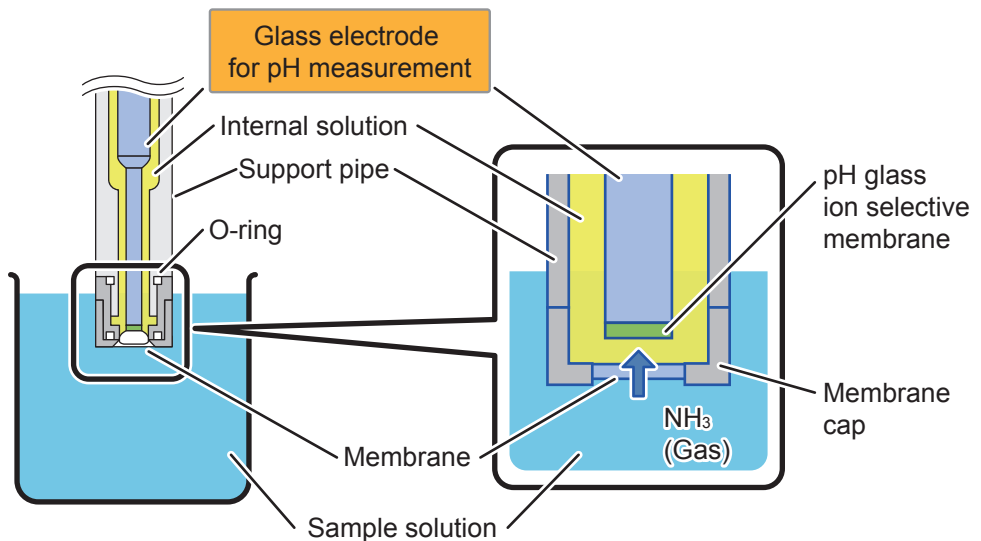 Glass electrode
for pH measurement
Internal solution
Support pipe
O-ring
pH glass
ion selective
membrane
Membrane
cap
NH₃
(Gas)
Membrane
Sample solution